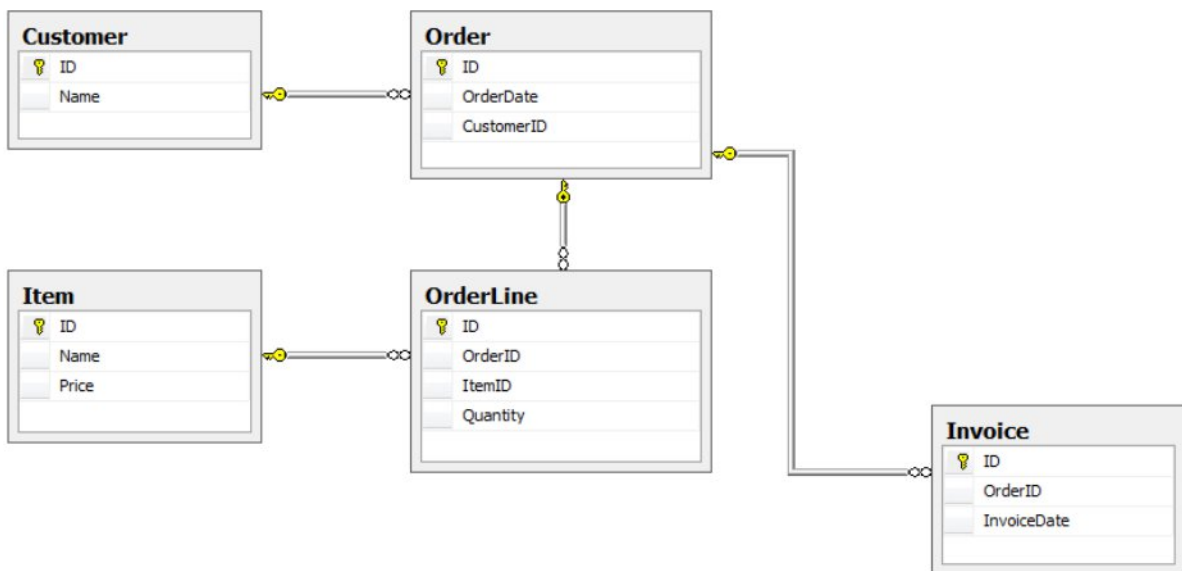 Customer
ID
Name
Order
ID
OrderDate
CustomerID
Item
ID
Name
Price
OrderLine
ID
OrderID
ItemID
Quantity
Invoice
ID
OrderID
InvoiceDate